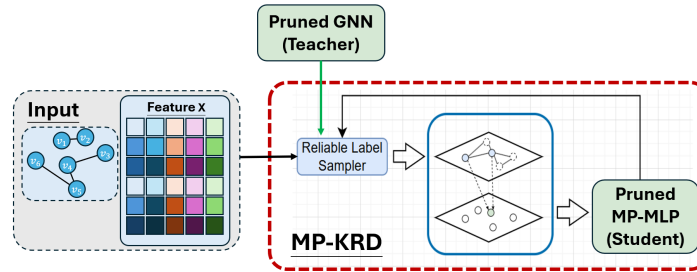 Pruned GNN
(Teacher)
Input
Feature X
v₁
v₂
v₃
v₄
v₅
v₆
Reliable Label
Sampler
MP-KRD
Pruned
MP-MLP
(Student)